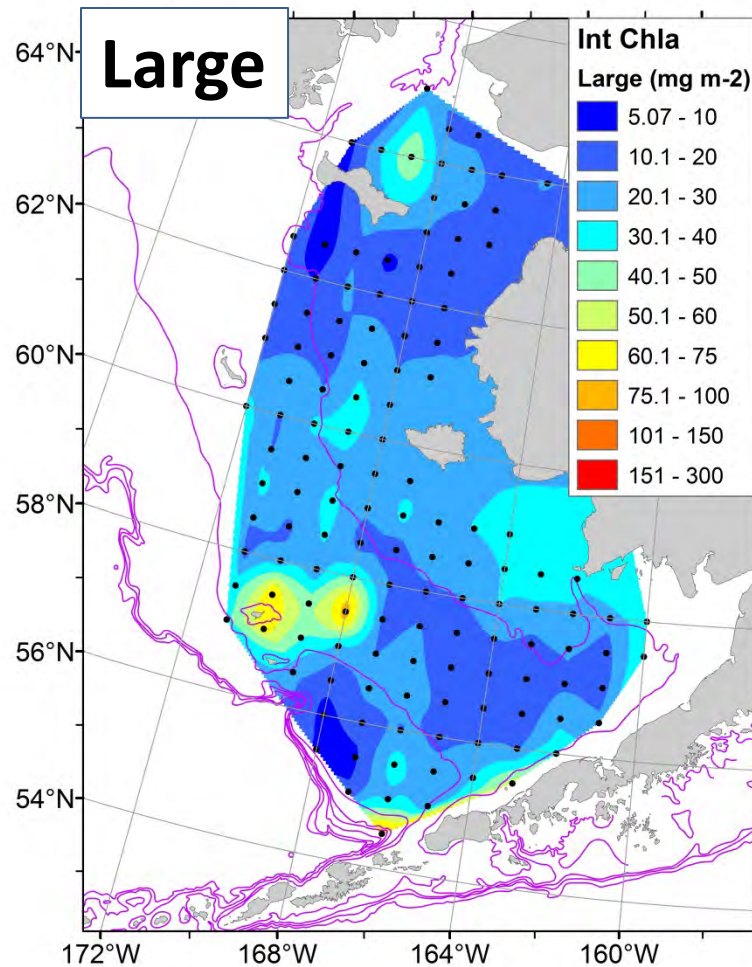 Large
Int Chla
Large (mg m-2)
5.07 - 10
10.1 - 20
20.1 - 30
30.1 - 40
40.1 - 50
50.1 - 60
60.1 - 75
75.1 - 100
101 - 150
151 - 300
64°N
62°N
60°N
58°N
56°N
54°N
172°W
168°W
164°W
160°W